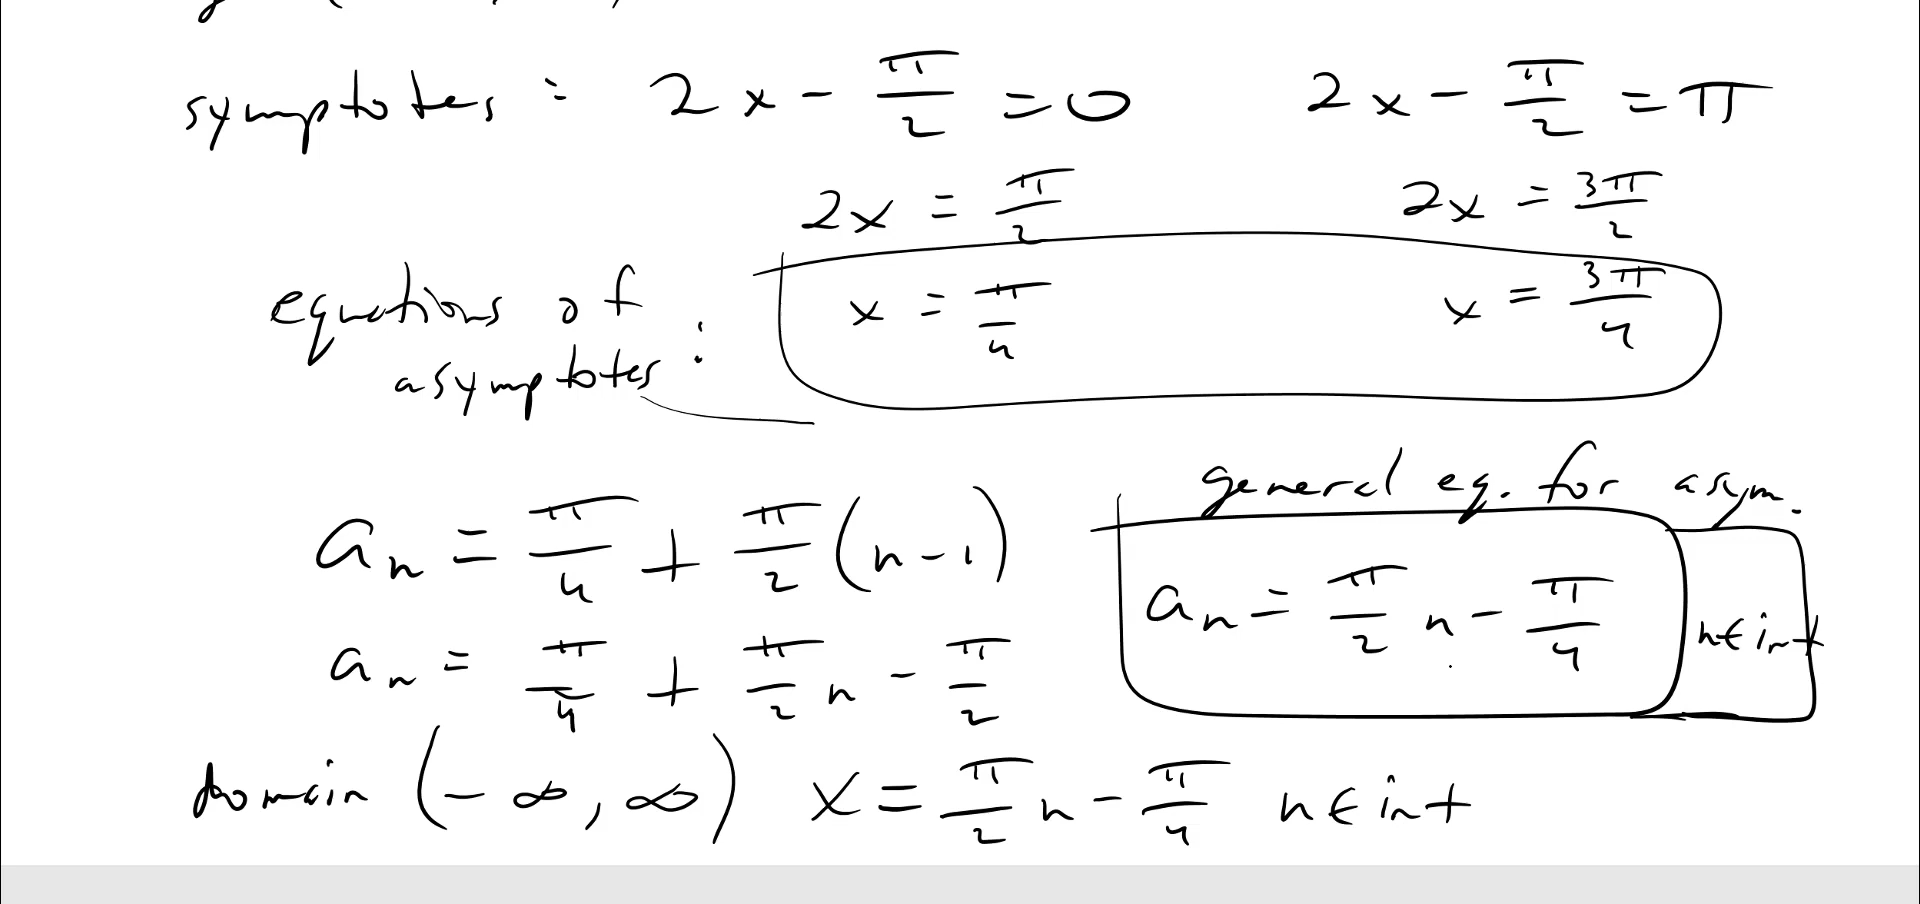 symptotes : 2x - π/2 = 0   2x - π/2 = π
2x = π/2   2x = 3π/2
equations of asymptotes : x = π/4   x = 3π/4
general eq. for asym.
a_n = π/4 + π/2 (n-1)
a_n = π/2 n - π/4   n ∈ int
a_n = π/4 + π/2 n - π/2
domain (-∞, ∞)   x = π/2 n - π/4   n ∈ int